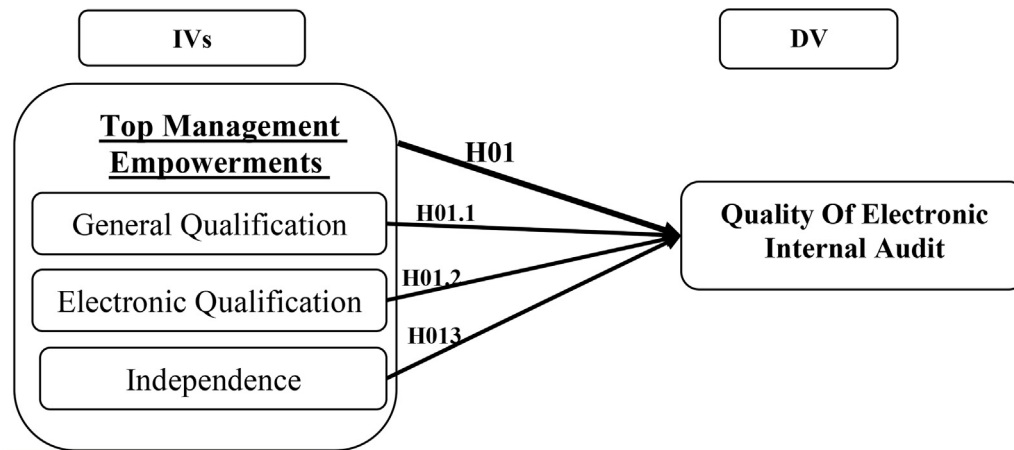 IVs
DV
Top Management
Empowerments
H01
General Qualification
H01.1
Quality Of Electronic
Internal Audit
Electronic Qualification
H01.2
H013
Independence